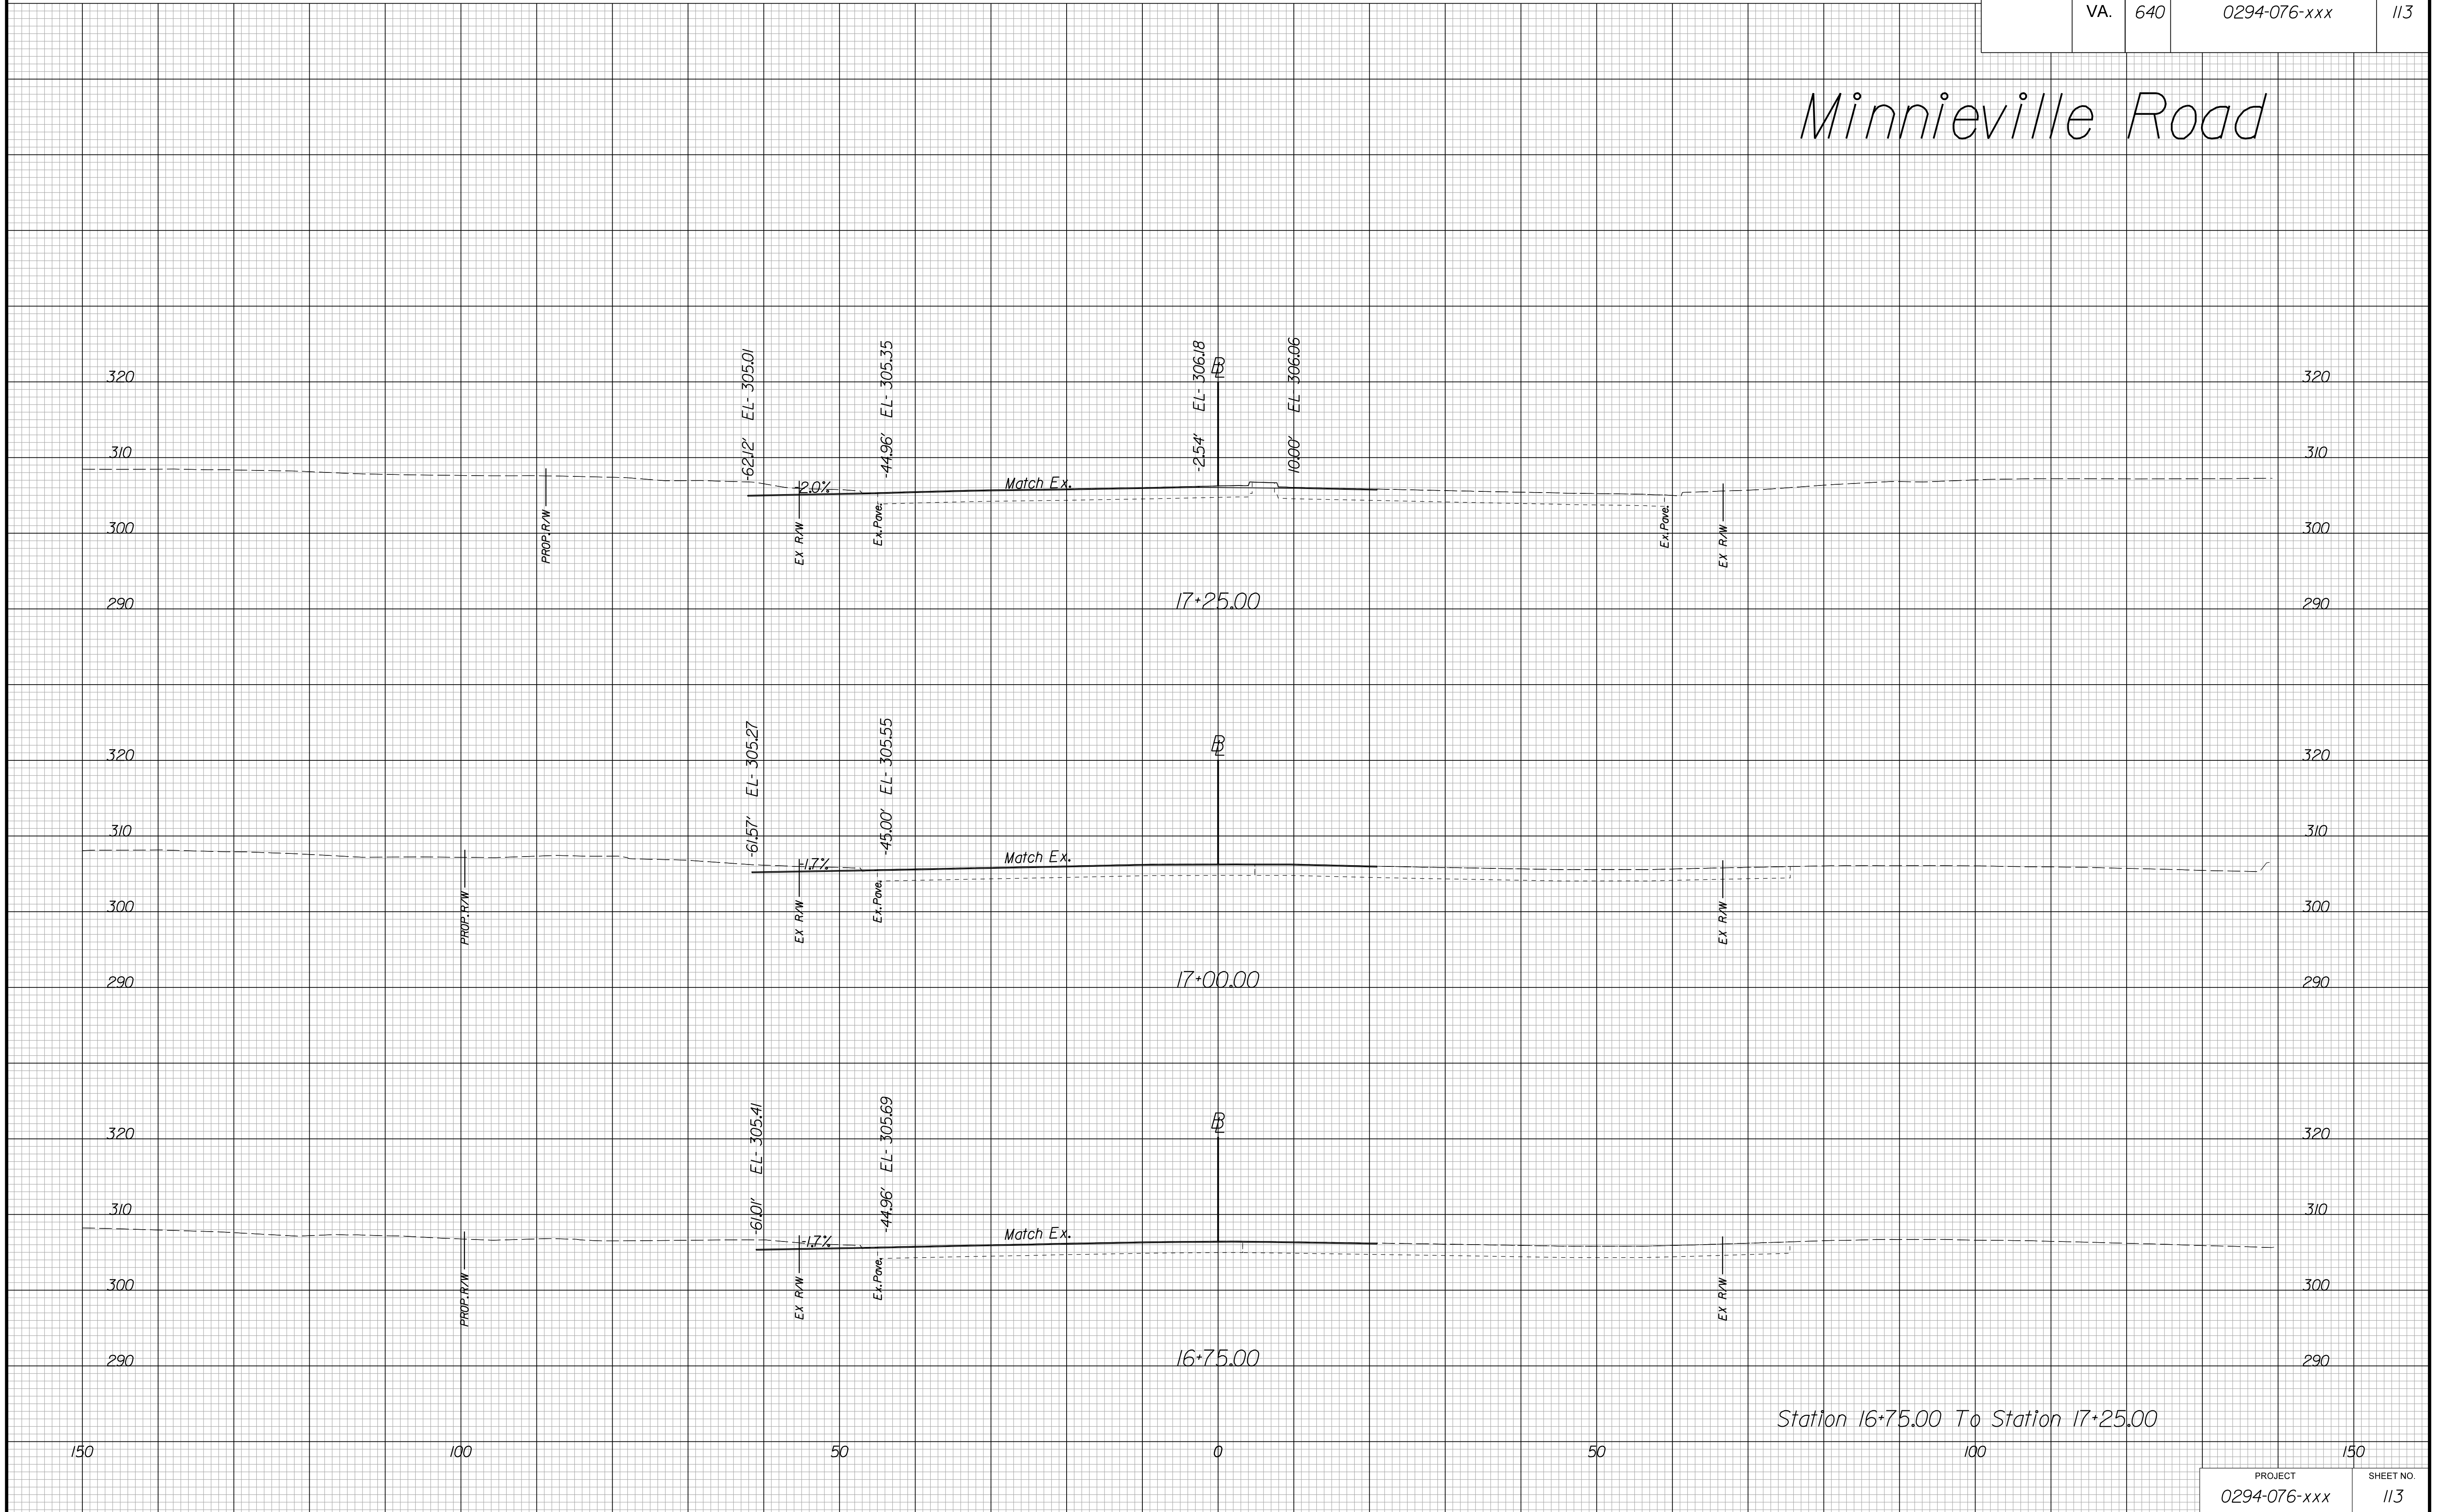 VA. 640 0294-076-xxx 113
Minnieville Road
-62.12' EL- 305.01
-44.96' EL- 305.35
-2.54' EL- 306.18
BL
10.00' EL- 306.06
320 320
310 310
-2.0% Match Ex.
300 300
PROP.R/W
EX R/W
Ex.Pave.
Ex.Pave.
EX R/W
290 17+25.00 290
-61.57' EL- 305.27
-45.00' EL- 305.55
BL
320 320
310 310
-1.7% Match Ex.
300 300
PROP.R/W
EX R/W
Ex.Pave.
EX R/W
290 17+00.00 290
-61.01' EL- 305.41
-44.96' EL- 305.69
BL
320 320
310 310
-1.7% Match Ex.
300 300
PROP.R/W
EX R/W
Ex.Pave.
EX R/W
290 16+75.00 290
Station 16+75.00 To Station 17+25.00
150 100 50 0 50 100 150
PROJECT SHEET NO.
0294-076-xxx 113